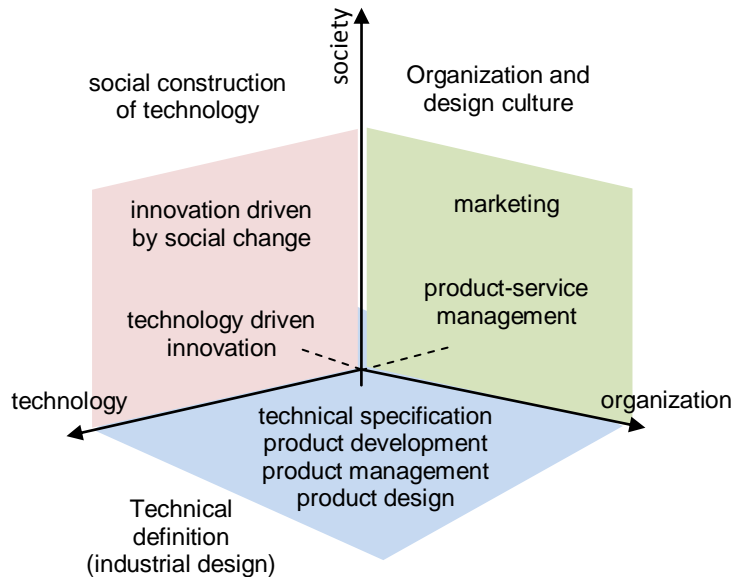 society
social construction
of technology
Organization and
design culture
innovation driven
by social change
marketing
technology driven
innovation
product-service
management
technology
organization
technical specification
product development
product management
product design
Technical
definition
(industrial design)